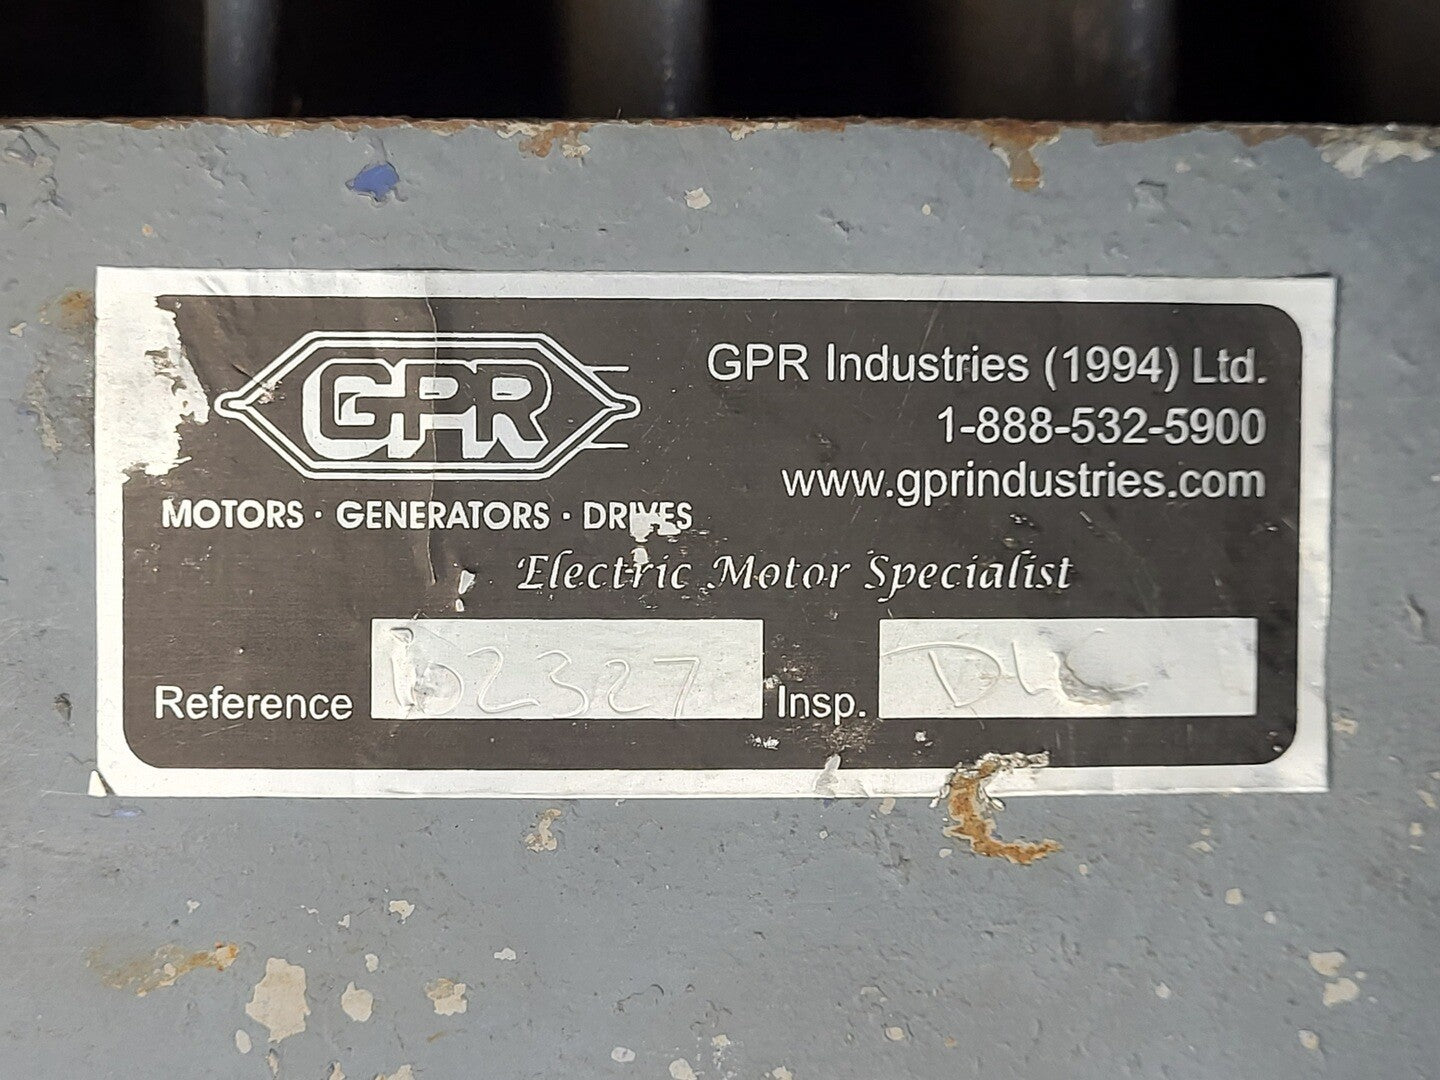 GPR
MOTORS · GENERATORS · DRIVES
GPR Industries (1994) Ltd.
1-888-532-5900
www.gprindustries.com
Electric Motor Specialist
Reference
Insp.